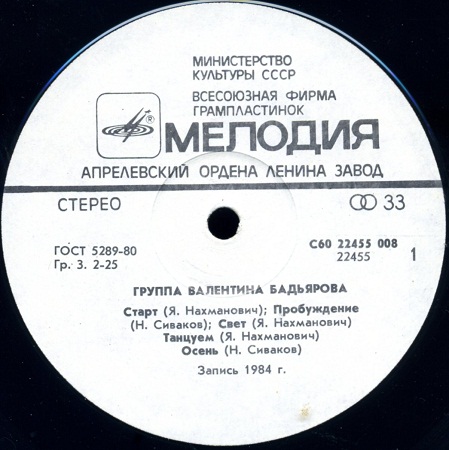 МИНИСТЕРСТВО
КУЛЬТУРЫ СССР
ВСЕСОЮЗНАЯ ФИРМА
ГРАМПЛАСТИНОК
® МЕЛОДИЯ
АПРЕЛЕВСКИЙ ОРДЕНА ЛЕНИНА ЗАВОД
СТЕРЕО 33
ГОСТ 5289-80 С60 22455 008
Гр. 3. 2-25 22455 1
ГРУППА ВАЛЕНТИНА БАДЬЯРОВА
Старт (Я. Нахманович); Пробуждение
(Н. Сиваков); Свет (Я. Нахманович)
Танцуем (Я. Нахманович)
Осень (Н. Сиваков)
Запись 1984 г.